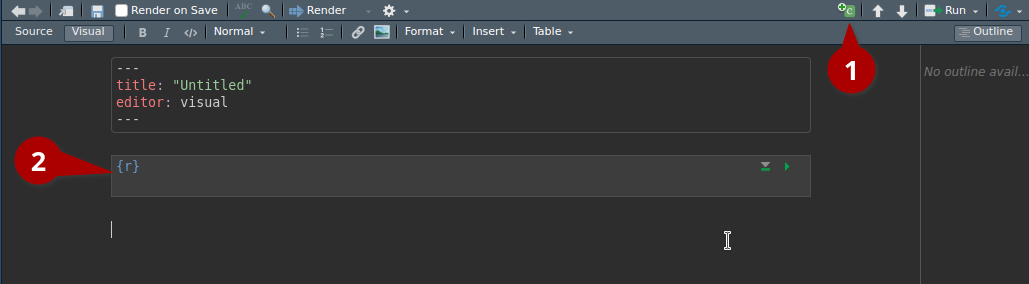 Render on Save ABC Render C Run
Source Visual B I </> Normal Format Insert Table Outline
1
No outline avail...
---
title: "Untitled"
editor: visual
---
2
{r}